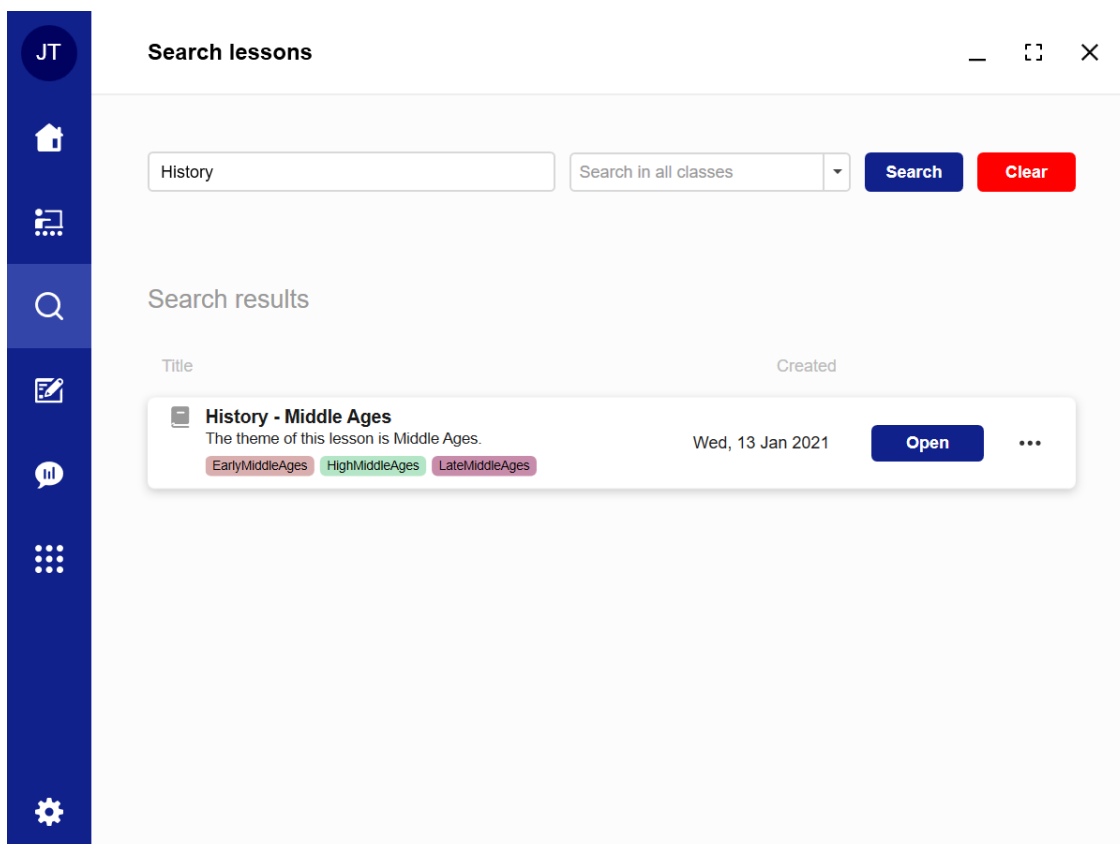 JT
Search lessons
History
Search in all classes
Search
Clear
Search results
Title
Created
History - Middle Ages
The theme of this lesson is Middle Ages.
EarlyMiddleAges HighMiddleAges LateMiddleAges
Wed, 13 Jan 2021
Open